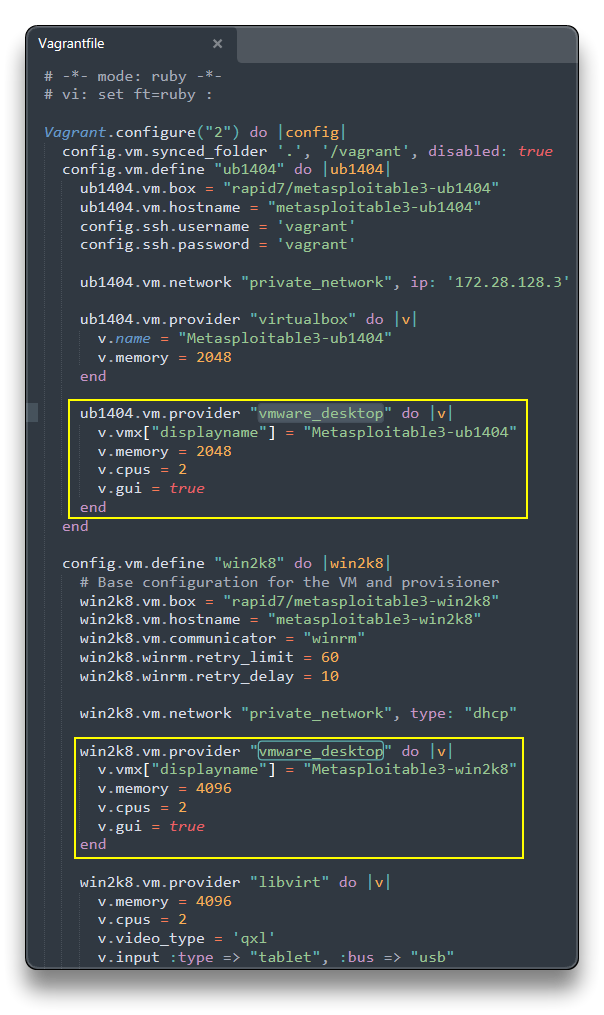 Vagrantfile ×
# -*- mode: ruby -*-
# vi: set ft=ruby :
Vagrant.configure("2") do |config|
config.vm.synced_folder '.', '/vagrant', disabled: true
config.vm.define "ub1404" do |ub1404|
ub1404.vm.box = "rapid7/metasploitable3-ub1404"
ub1404.vm.hostname = "metasploitable3-ub1404"
config.ssh.username = 'vagrant'
config.ssh.password = 'vagrant'
ub1404.vm.network "private_network", ip: '172.28.128.3'
ub1404.vm.provider "virtualbox" do |v|
v.name = "Metasploitable3-ub1404"
v.memory = 2048
end
ub1404.vm.provider "vmware_desktop" do |v|
v.vmx["displayname"] = "Metasploitable3-ub1404"
v.memory = 2048
v.cpus = 2
v.gui = true
end
end
config.vm.define "win2k8" do |win2k8|
# Base configuration for the VM and provisioner
win2k8.vm.box = "rapid7/metasploitable3-win2k8"
win2k8.vm.hostname = "metasploitable3-win2k8"
win2k8.vm.communicator = "winrm"
win2k8.winrm.retry_limit = 60
win2k8.winrm.retry_delay = 10
win2k8.vm.network "private_network", type: "dhcp"
win2k8.vm.provider "vmware_desktop" do |v|
v.vmx["displayname"] = "Metasploitable3-win2k8"
v.memory = 4096
v.cpus = 2
v.gui = true
end
win2k8.vm.provider "libvirt" do |v|
v.memory = 4096
v.cpus = 2
v.video_type = 'qxl'
v.input :type => "tablet", :bus => "usb"